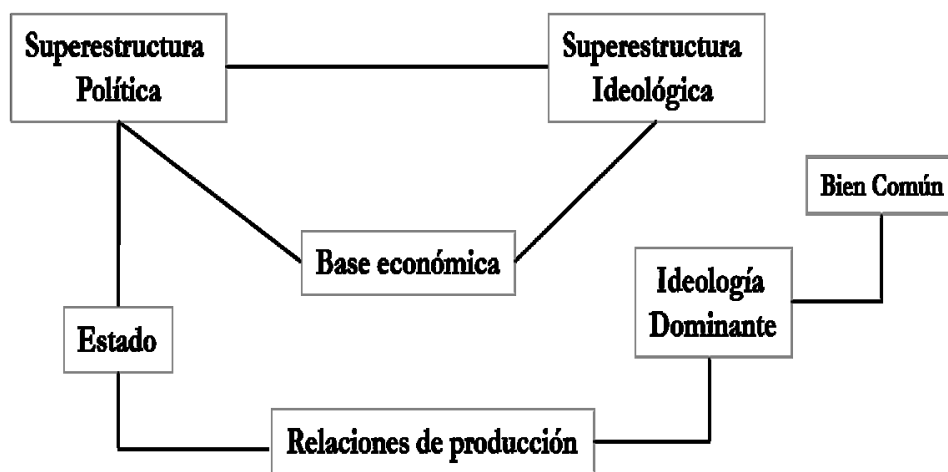 Superestructura
Política
Superestructura
Ideológica
Bien Común
Base económica
Ideología
Dominante
Estado
Relaciones de producción